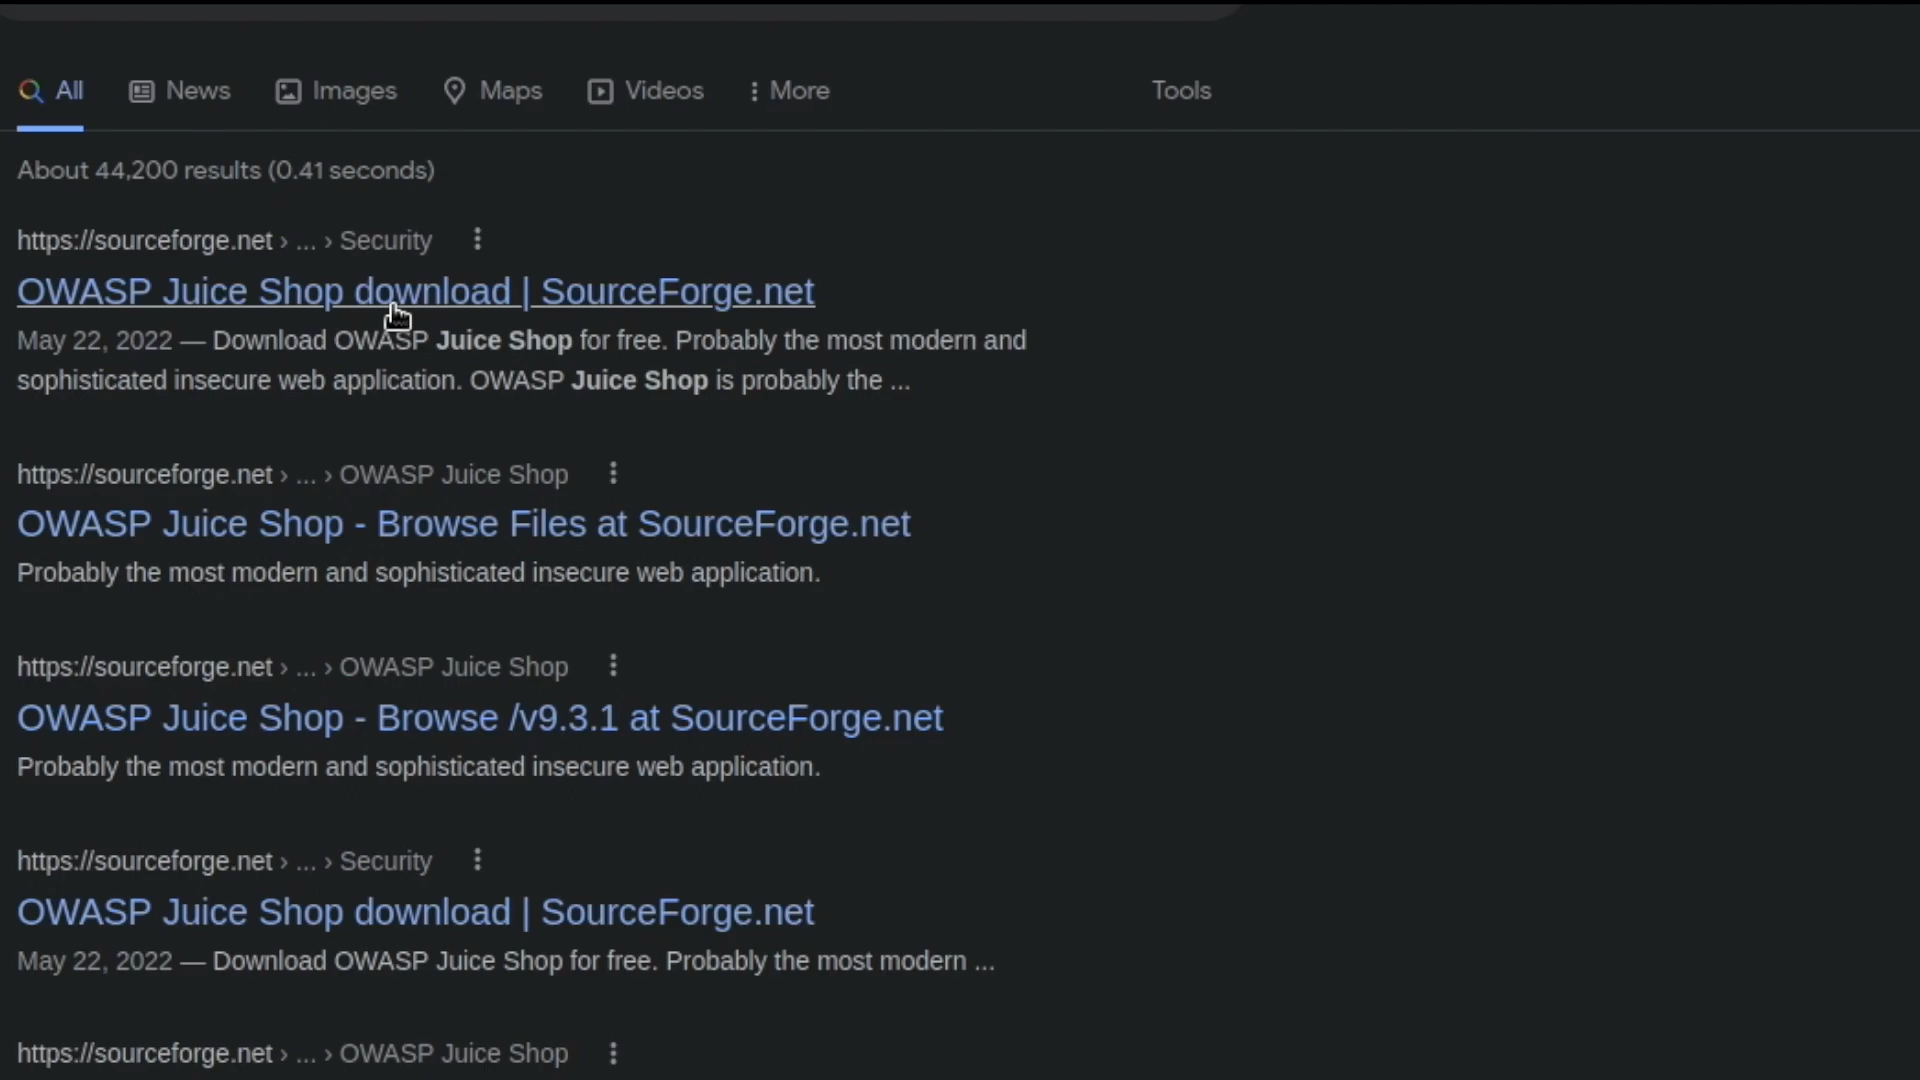 All News Images Maps Videos More Tools
About 44,200 results (0.41 seconds)
https://sourceforge.net › ... › Security
OWASP Juice Shop download | SourceForge.net
May 22, 2022 — Download OWASP Juice Shop for free. Probably the most modern and
sophisticated insecure web application. OWASP Juice Shop is probably the ...
https://sourceforge.net › ... › OWASP Juice Shop
OWASP Juice Shop - Browse Files at SourceForge.net
Probably the most modern and sophisticated insecure web application.
https://sourceforge.net › ... › OWASP Juice Shop
OWASP Juice Shop - Browse /v9.3.1 at SourceForge.net
Probably the most modern and sophisticated insecure web application.
https://sourceforge.net › ... › Security
OWASP Juice Shop download | SourceForge.net
May 22, 2022 — Download OWASP Juice Shop for free. Probably the most modern ...
https://sourceforge.net › ... › OWASP Juice Shop